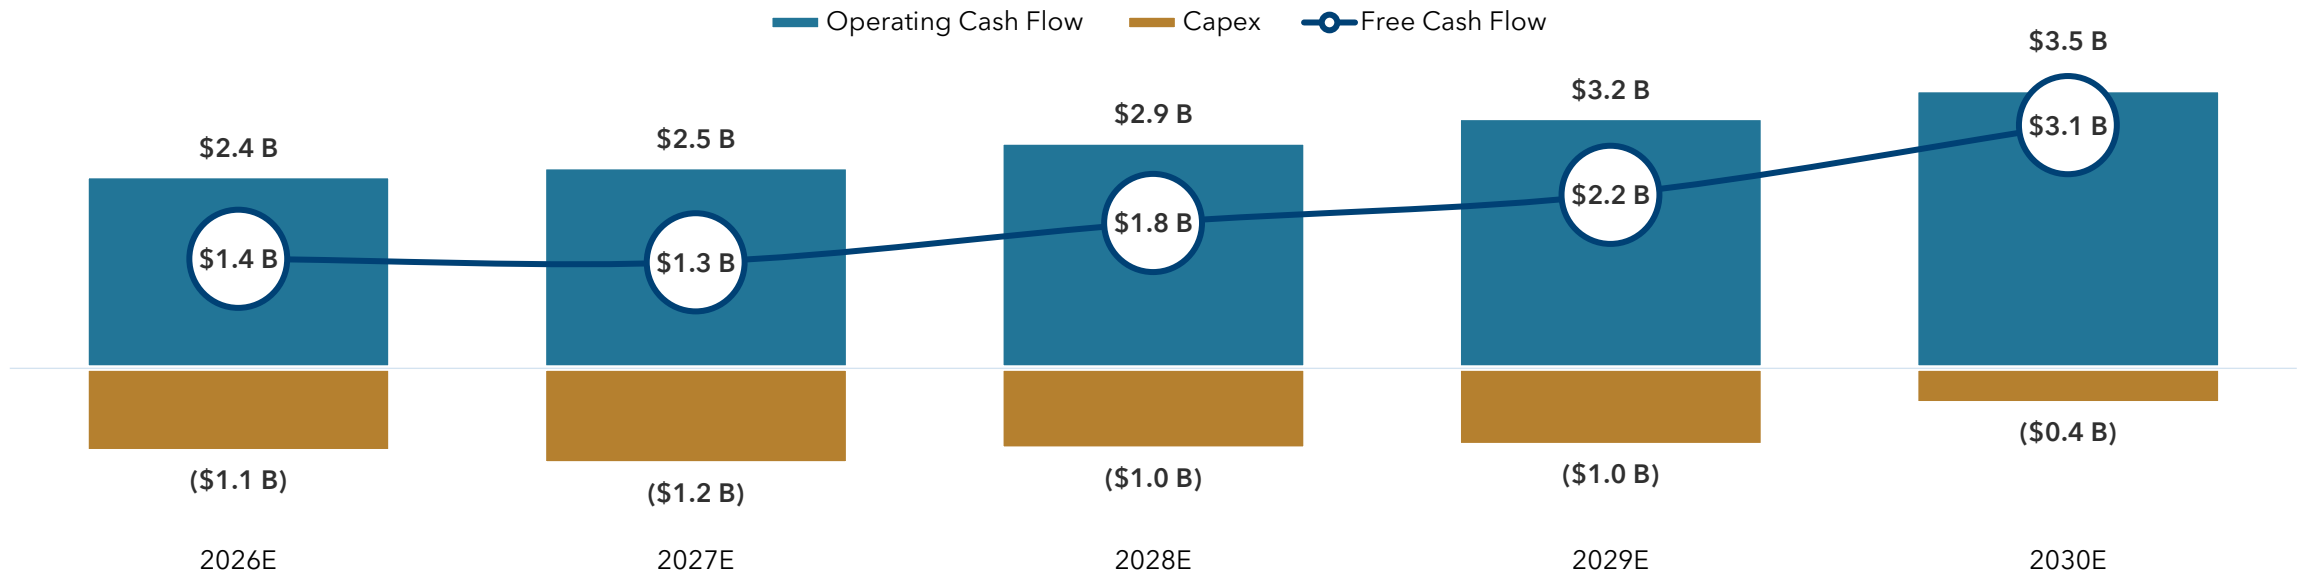 Operating Cash Flow Capex Free Cash Flow
$2.4 B $2.5 B $2.9 B $3.2 B $3.5 B
$1.4 B $1.3 B $1.8 B $2.2 B $3.1 B
($1.1 B) ($1.2 B) ($1.0 B) ($1.0 B) ($0.4 B)
2026E 2027E 2028E 2029E 2030E